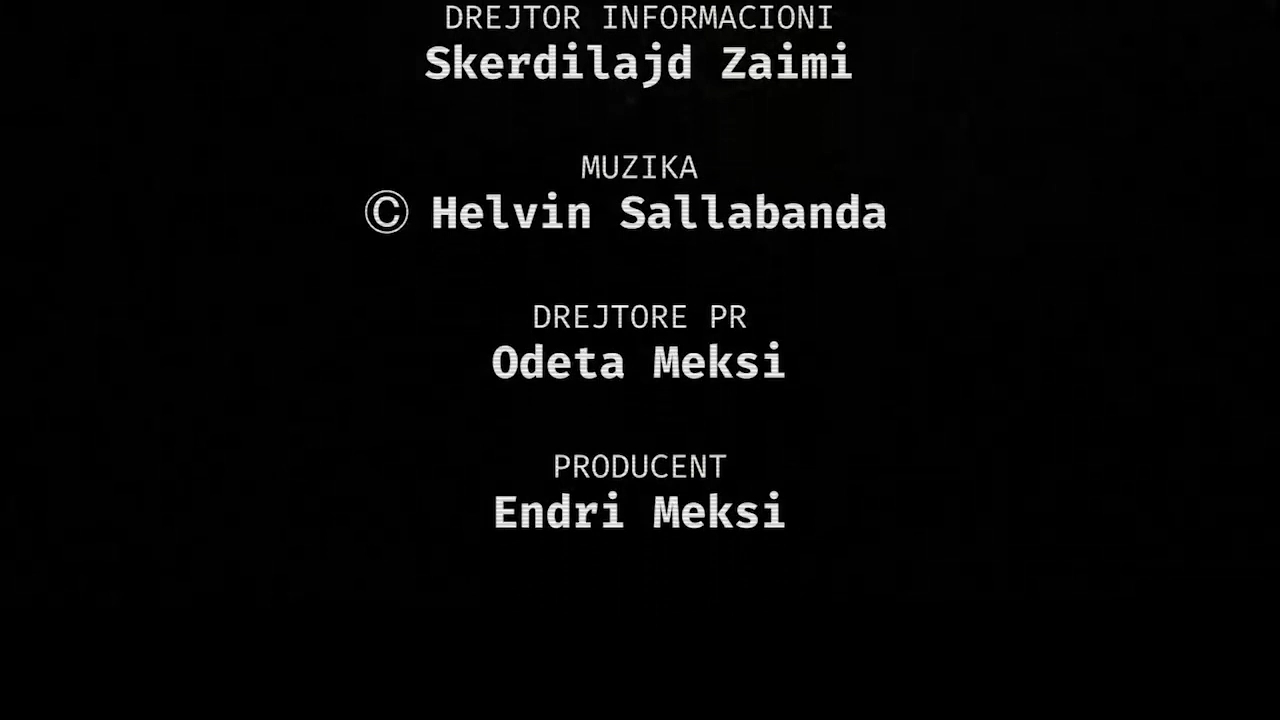 DREJTOR INFORMACIONI
Skerdilajd Zaimi
MUZIKA
© Helvin Sallabanda
DREJTORE PR
Odeta Meksi
PRODUCENT
Endri Meksi